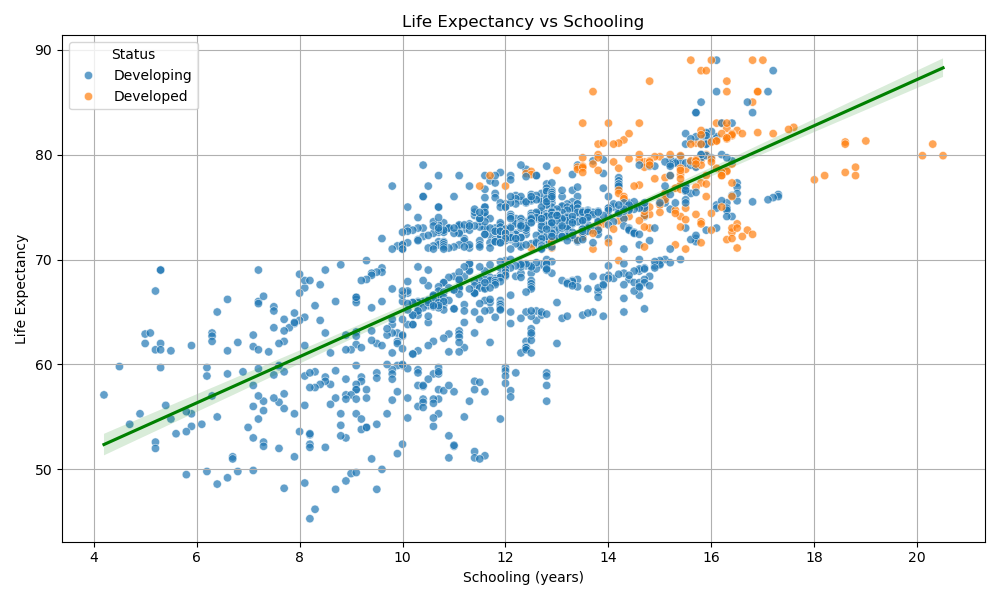 Life Expectancy vs Schooling
Status
Developing
Developed
90
80
70
60
50
Life Expectancy
4 6 8 10 12 14 16 18 20
Schooling (years)